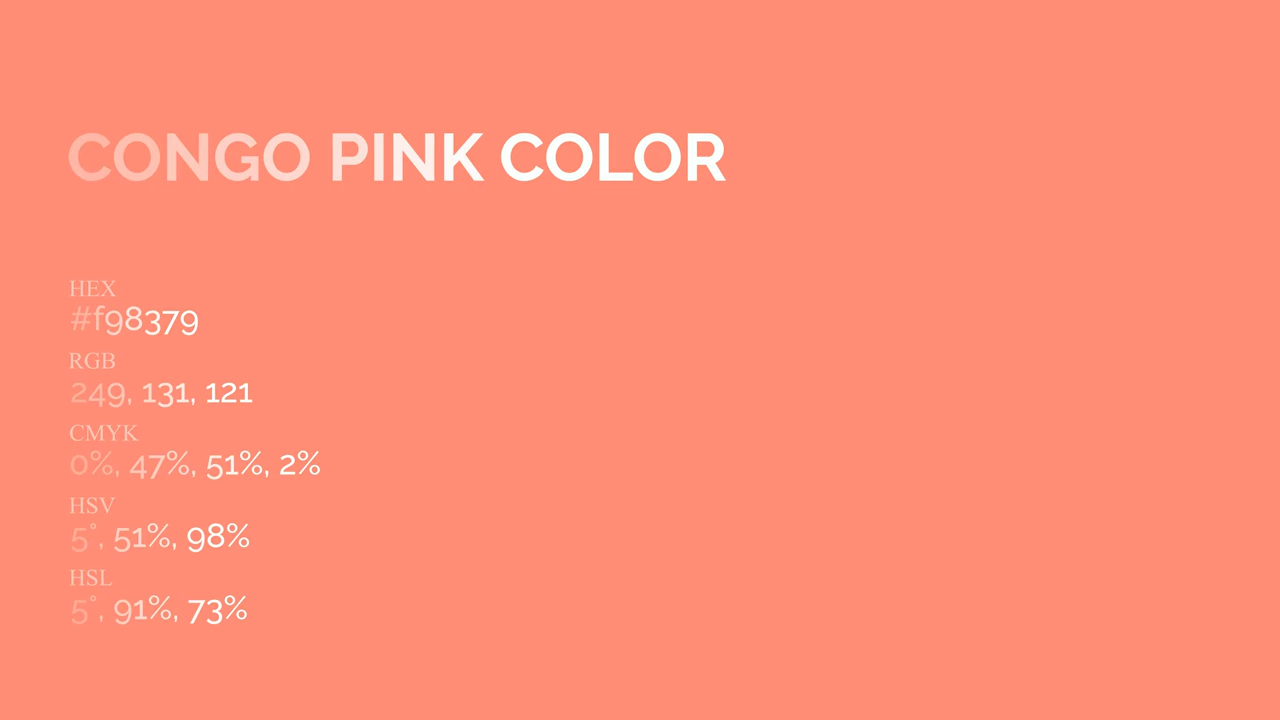 CONGO PINK COLOR
HEX
#f98379
RGB
249, 131, 121
CMYK
0%, 47%, 51%, 2%
HSV
5°, 51%, 98%
HSL
5°, 91%, 73%